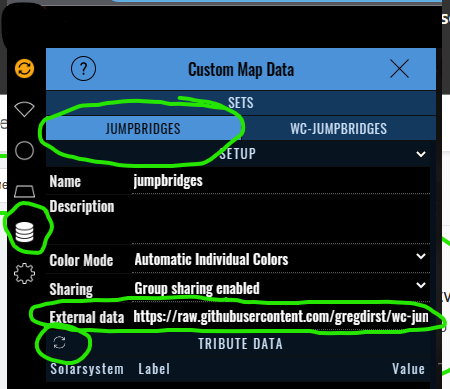 ? Custom Map Data
SETS
JUMPBRIDGES WC-JUMPBRIDGES
SETUP
Name jumpbridges
Description
Color Mode Automatic Individual Colors
Sharing Group sharing enabled
External data https://raw.githubusercontent.com/gregdirst/wc-jun
TRIBUTE DATA
Solarsystem Label Value